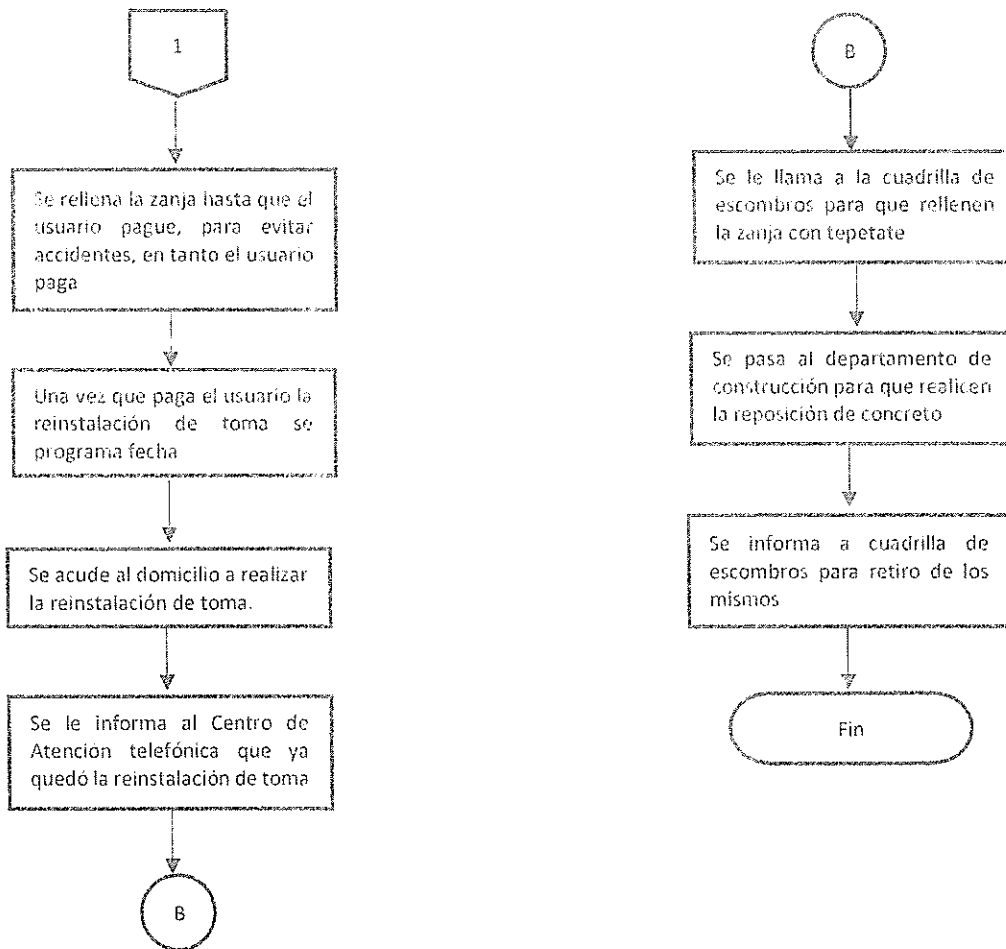 1
Se rellena la zanja hasta que el
usuario pague, para evitar
accidentes, en tanto el usuario
paga
Una vez que paga el usuario la
reinstalación de toma se
programa fecha
Se acude al domicilio a realizar
la reinstalación de toma.
Se le informa al Centro de
Atención telefónica que ya
quedó la reinstalación de toma
B
B
Se le llama a la cuadrilla de
escombros para que rellenen
la zanja con tepetate
Se pasa al departamento de
construcción para que realicen
la reposición de concreto
Se informa a cuadrilla de
escombros para retiro de los
mismos
Fin